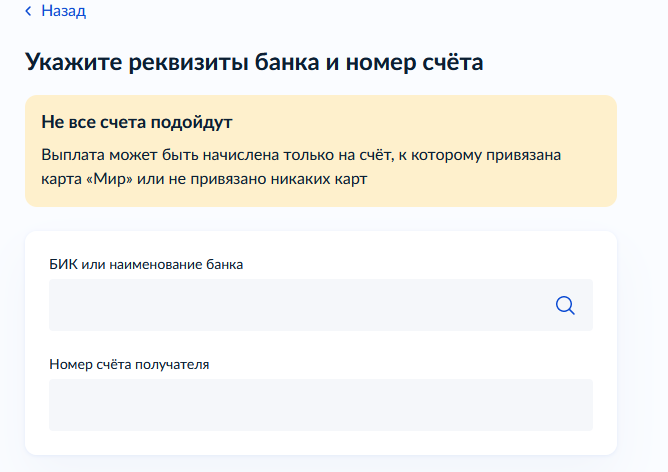 Назад
Укажите реквизиты банка и номер счёта
Не все счета подойдут
Выплата может быть начислена только на счёт, к которому привязана
карта «Мир» или не привязано никаких карт
БИК или наименование банка
Номер счёта получателя